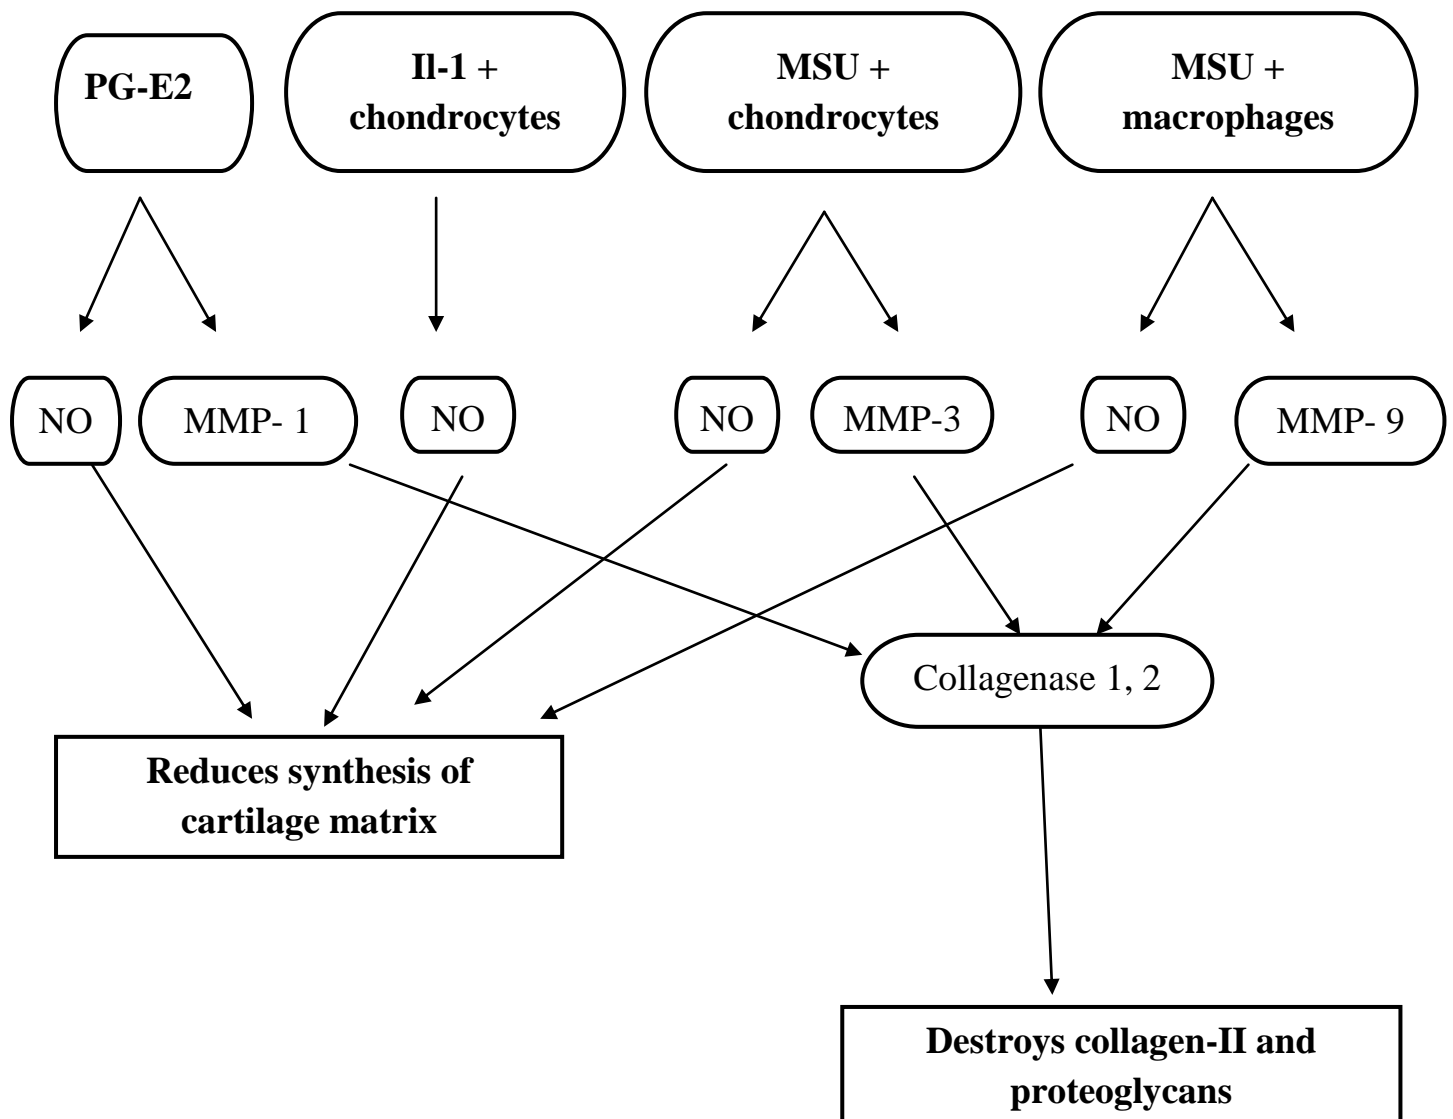 PG-E2
Il-1 +
chondrocytes
MSU +
chondrocytes
MSU +
macrophages
NO
MMP- 1
NO
NO
MMP-3
NO
MMP- 9
Collagenase 1, 2
Reduces synthesis of
cartilage matrix
Destroys collagen-II and
proteoglycans